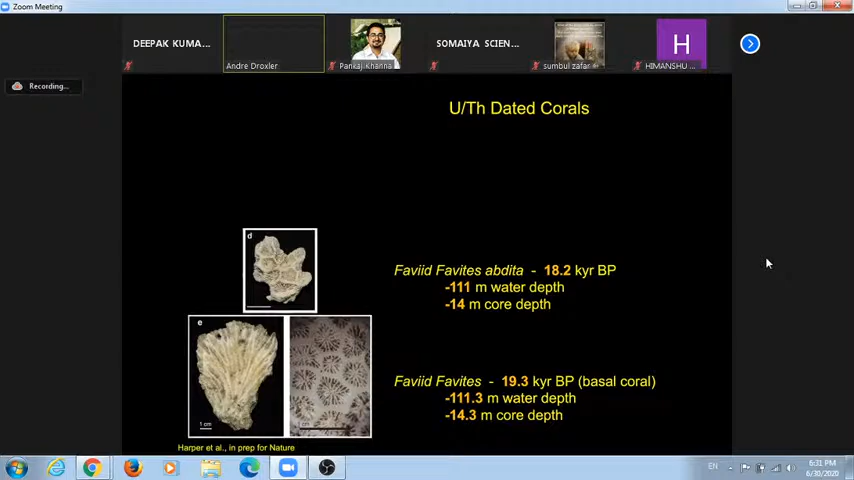 Zoom Meeting
DEEPAK KUMA...
Andre Droxler
Pankaj Khanna
SOMAIYA SCIEN...
sumbul zafar
H
HIMANSHU ...
Recording...
U/Th Dated Corals
d
Faviid Favites abdita - 18.2 kyr BP
-111 m water depth
-14 m core depth
e
1 cm
cm
Faviid Favites - 19.3 kyr BP (basal coral)
-111.3 m water depth
-14.3 m core depth
Harper et al., in prep for Nature
EN
6:31 PM
6/30/2020